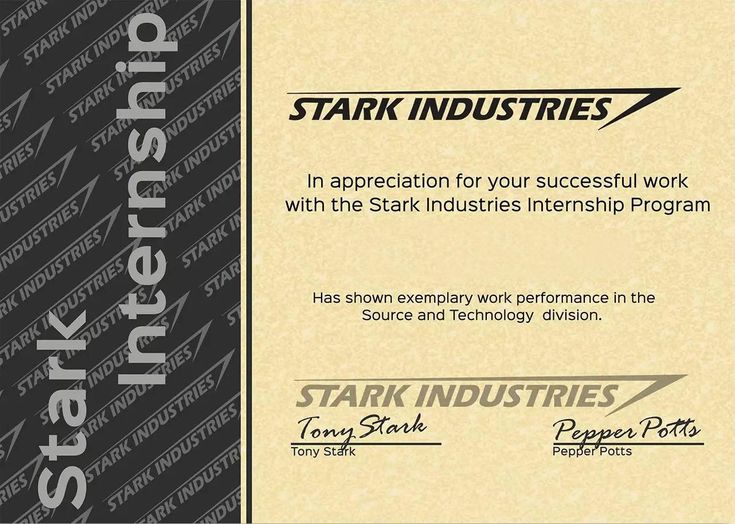 Stark
Internship
STARK INDUSTRIES
In appreciation for your successful work
with the Stark Industries Internship Program
Has shown exemplary work performance in the
Source and Technology division.
STARK INDUSTRIES
Tony Stark
Tony Stark
Pepper Potts
Pepper Potts